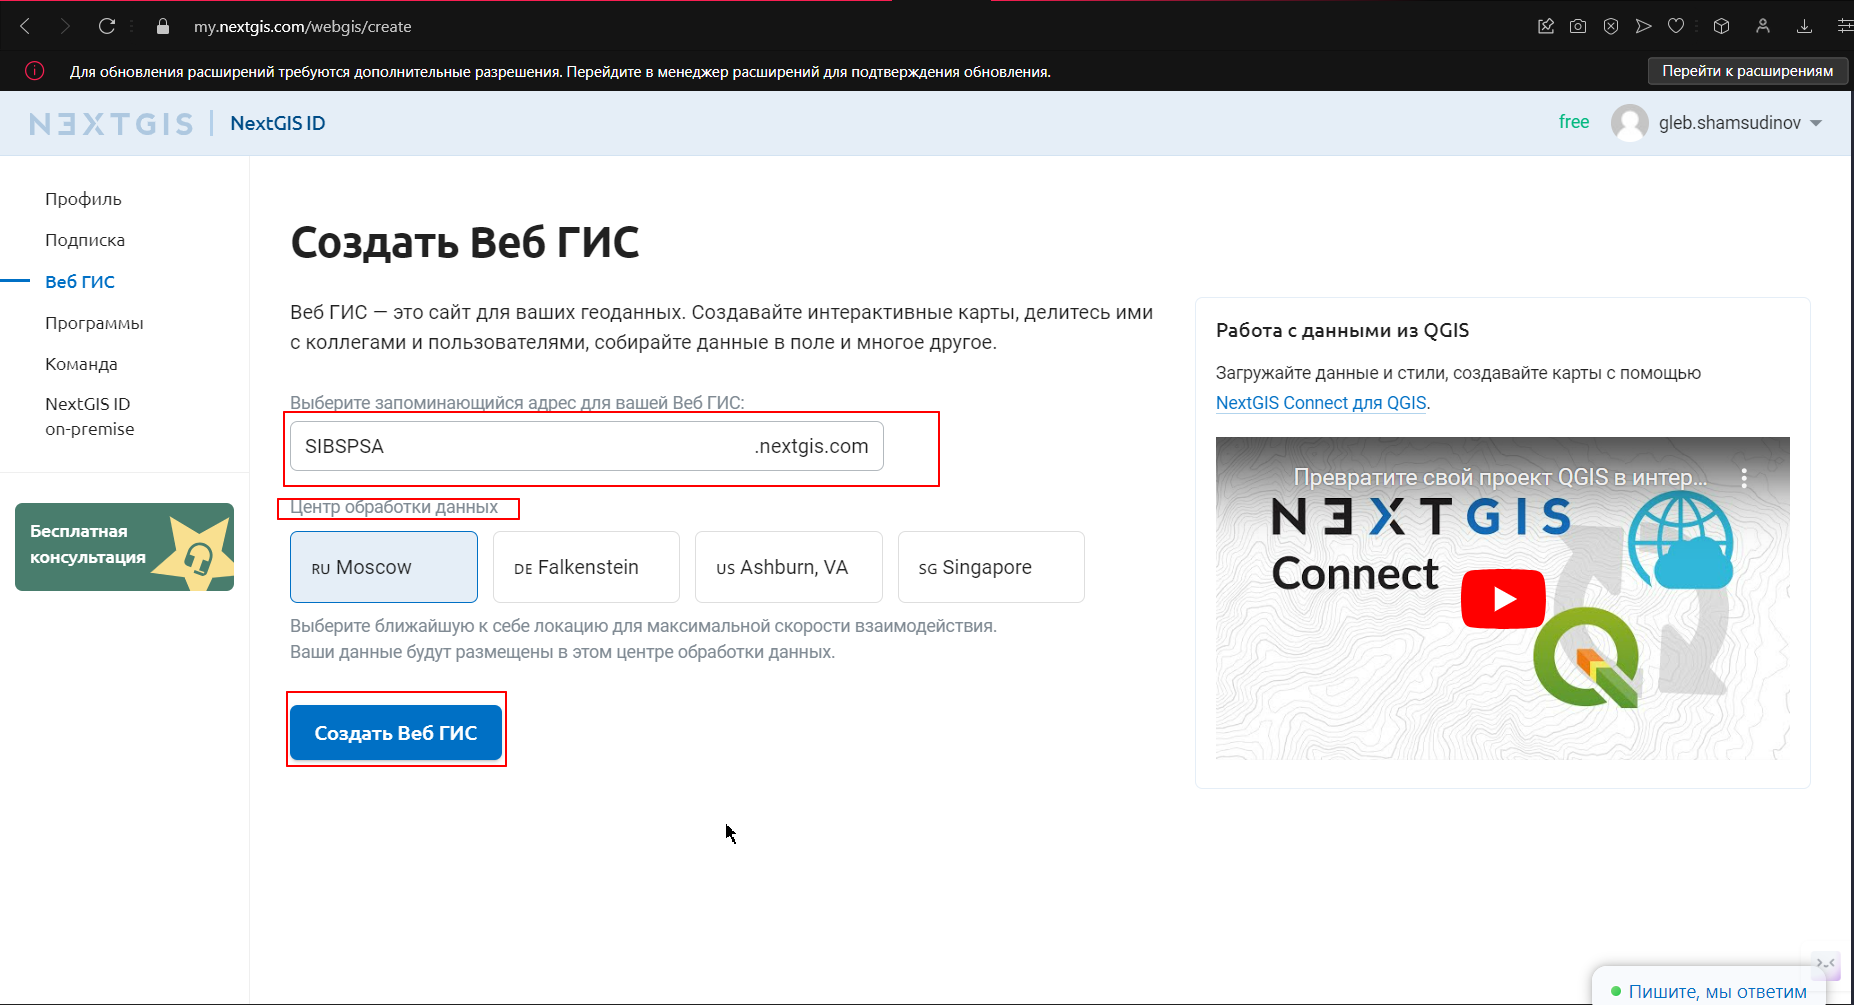 my.nextgis.com/webgis/create
Для обновления расширений требуются дополнительные разрешения. Перейдите в менеджер расширений для подтверждения обновления.
Перейти к расширениям
NEXTGIS | NextGIS ID
free
gleb.shamsudinov
Профиль
Подписка
Веб ГИС
Программы
Команда
NextGIS ID
on-premise
Бесплатная
консультация
Создать Веб ГИС
Веб ГИС — это сайт для ваших геоданных. Создавайте интерактивные карты, делитесь ими
с коллегами и пользователями, собирайте данные в поле и многое другое.
Выберите запоминающийся адрес для вашей Веб ГИС:
SIBSPSA .nextgis.com
Центр обработки данных
RU Moscow
DE Falkenstein
US Ashburn, VA
SG Singapore
Выберите ближайшую к себе локацию для максимальной скорости взаимодействия.
Ваши данные будут размещены в этом центре обработки данных.
Создать Веб ГИС
Работа с данными из QGIS
Загружайте данные и стили, создавайте карты с помощью
NextGIS Connect для QGIS.
Превратите свой проект QGIS в интер...
NEXTGIS
Connect
Пишите, мы ответим